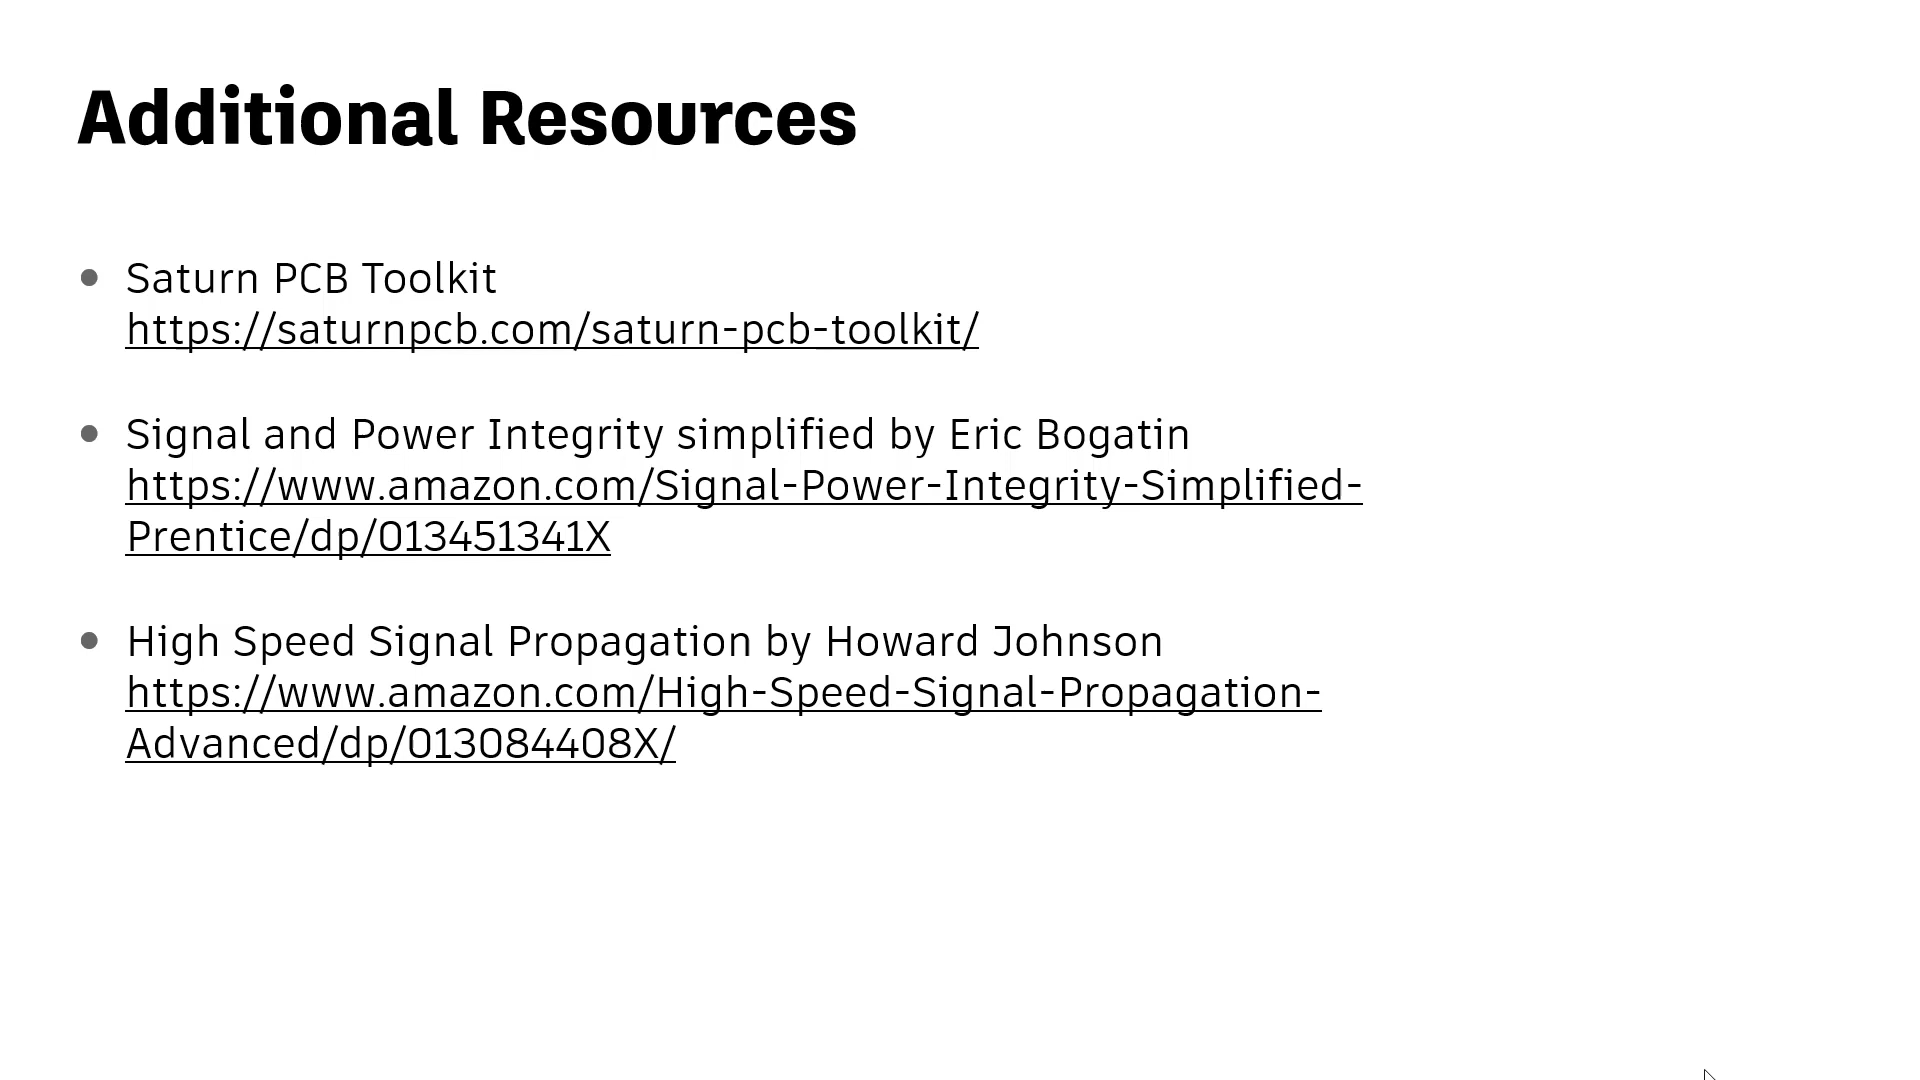 Additional Resources
• Saturn PCB Toolkit
https://saturnpcb.com/saturn-pcb-toolkit/
• Signal and Power Integrity simplified by Eric Bogatin
https://www.amazon.com/Signal-Power-Integrity-Simplified-
Prentice/dp/013451341X
• High Speed Signal Propagation by Howard Johnson
https://www.amazon.com/High-Speed-Signal-Propagation-
Advanced/dp/013084408X/